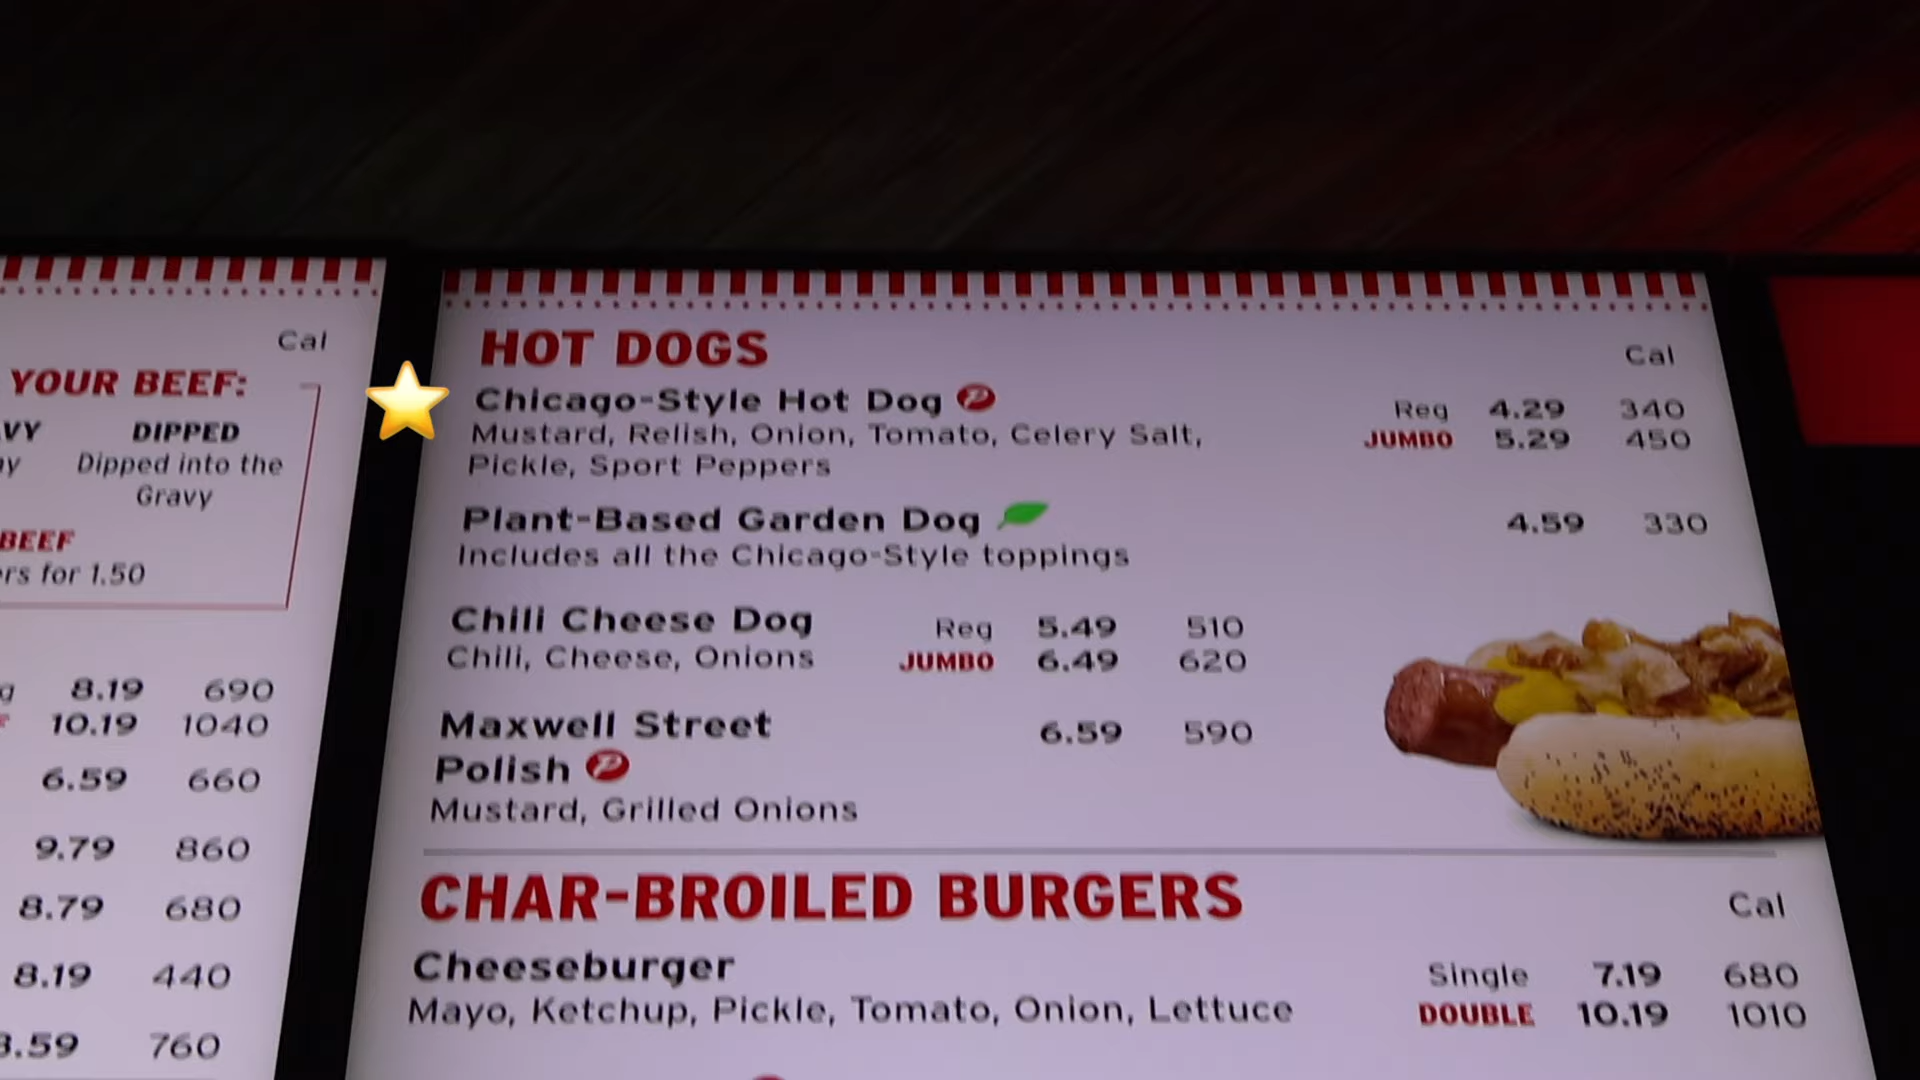 Cal
YOUR BEEF:
DIPPED
Dipped into the
Gravy
BEEF
for 1.50
8.19 690
10.19 1040
6.59 660
9.79 860
8.79 680
8.19 440
760
HOT DOGS
Cal
Chicago-Style Hot Dog
Reg 4.29 340
Mustard, Relish, Onion, Tomato, Celery Salt,
JUMBO 5.29 450
Pickle, Sport Peppers
Plant-Based Garden Dog 4.59 330
Includes all the Chicago-Style toppings
Chili Cheese Dog Reg 5.49 510
Chili, Cheese, Onions JUMBO 6.49 620
Maxwell Street 6.59 590
Polish
Mustard, Grilled Onions
CHAR-BROILED BURGERS
Cal
Cheeseburger Single 7.19 680
Mayo, Ketchup, Pickle, Tomato, Onion, Lettuce DOUBLE 10.19 1010